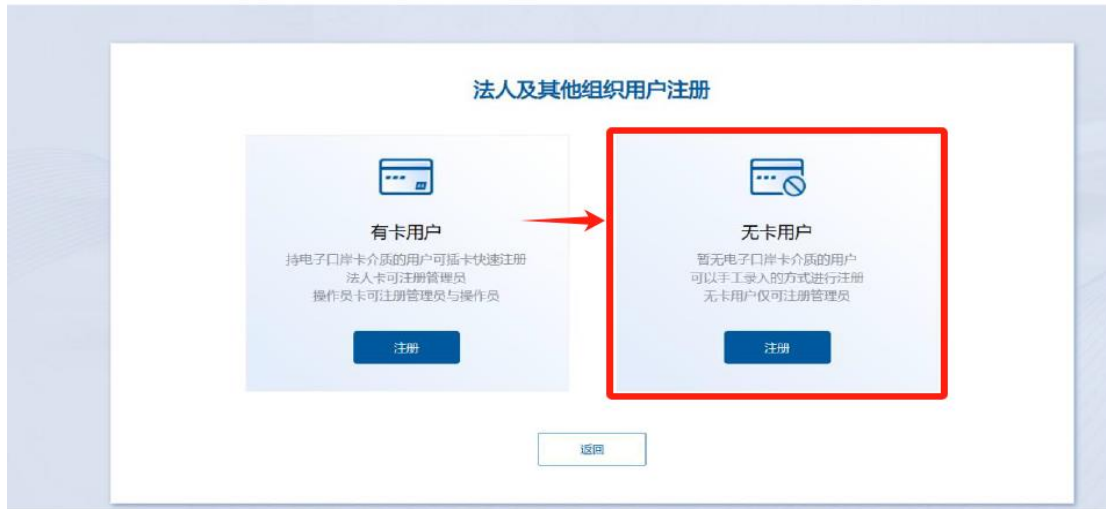 法人及其他组织用户注册
有卡用户
持电子口岸卡介质的用户可插卡快速注册
法人卡可注册管理员
操作员卡可注册管理员与操作员
注册
无卡用户
暂无电子口岸卡介质的用户
可以手工录入的方式进行注册
无卡用户仅可注册管理员
注册
返回